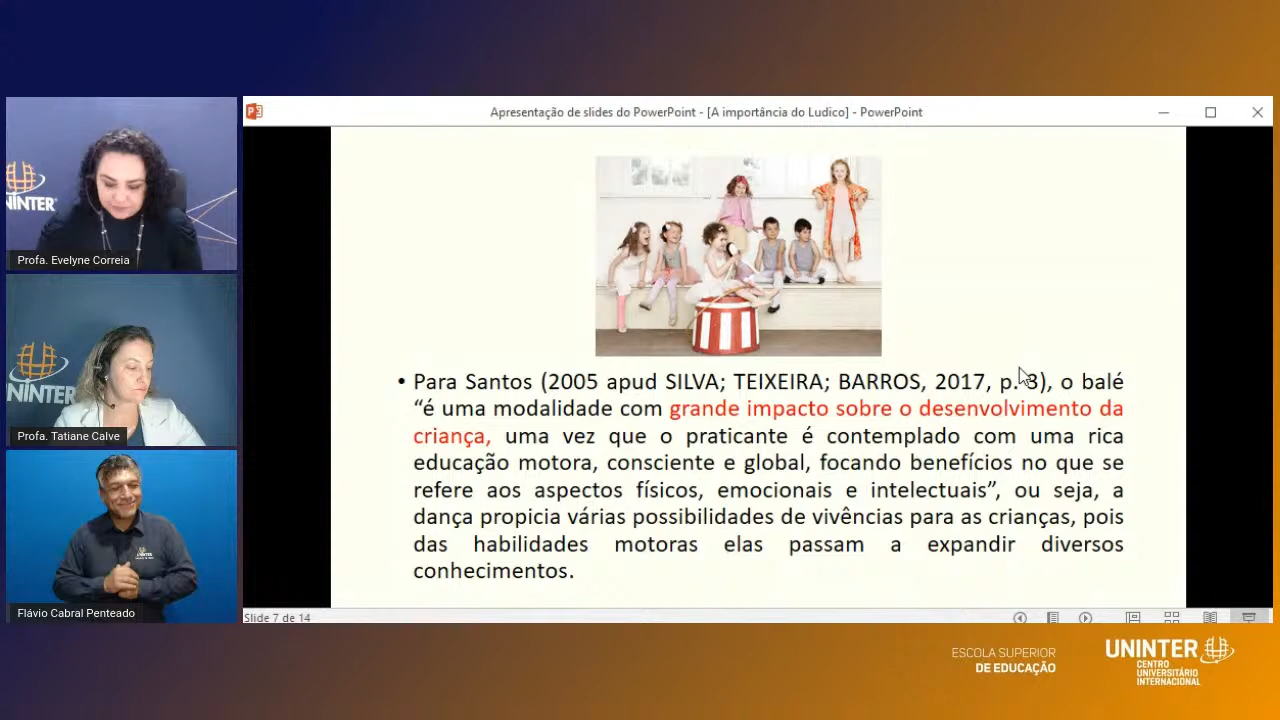 Apresentação de slides do PowerPoint - [A importância do Ludico] - PowerPoint
UNINTER
Profa. Evelyne Correia
UNINTER
Profa. Tatiane Calve
Flávio Cabral Penteado
• Para Santos (2005 apud SILVA; TEIXEIRA; BARROS, 2017, p. 3), o balé
“é uma modalidade com grande impacto sobre o desenvolvimento da
criança, uma vez que o praticante é contemplado com uma rica
educação motora, consciente e global, focando benefícios no que se
refere aos aspectos físicos, emocionais e intelectuais”, ou seja, a
dança propicia várias possibilidades de vivências para as crianças, pois
das habilidades motoras elas passam a expandir diversos
conhecimentos.
Slide 7 de 14
ESCOLA SUPERIOR
DE EDUCAÇÃO
UNINTER
CENTRO
UNIVERSITÁRIO
INTERNACIONAL